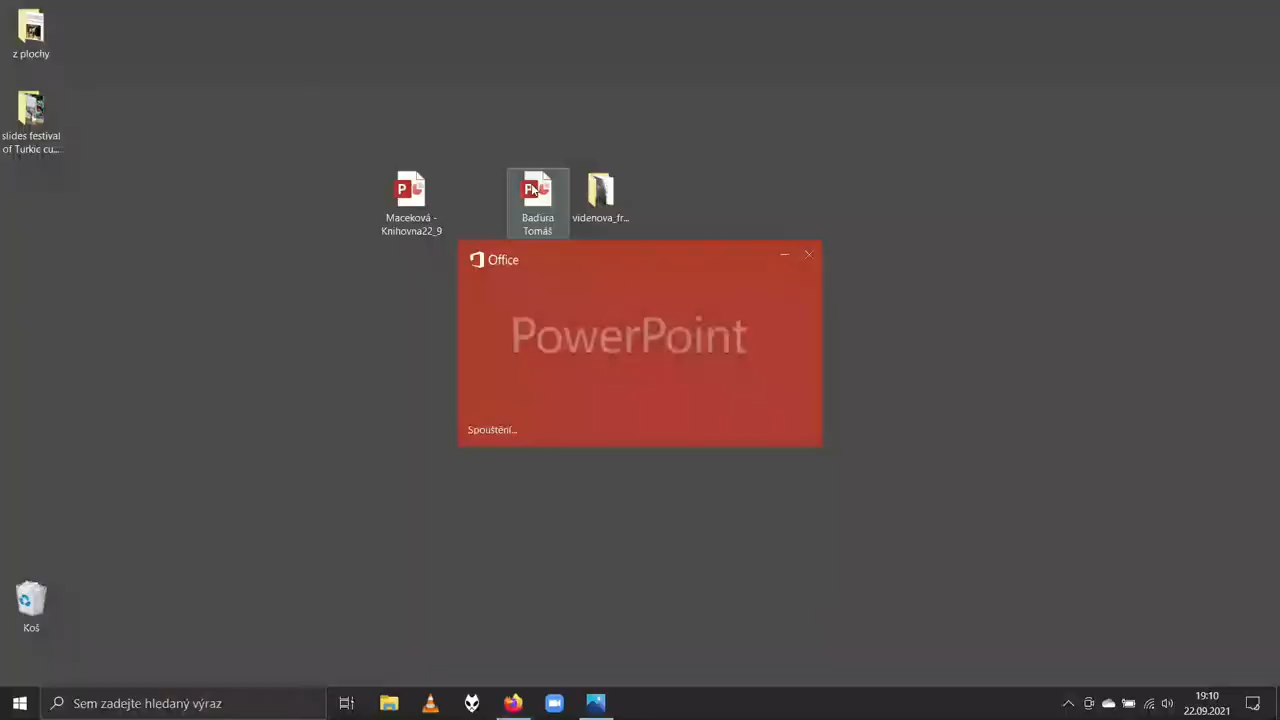 z plochy
slides festival
of Turkic cu...
Maceková -
Knihovna22_9
Baďura
Tomáš
videnova_fr...
Office
PowerPoint
Spouštění...
Koš
Sem zadejte hledaný výraz
19:10
22.09.2021